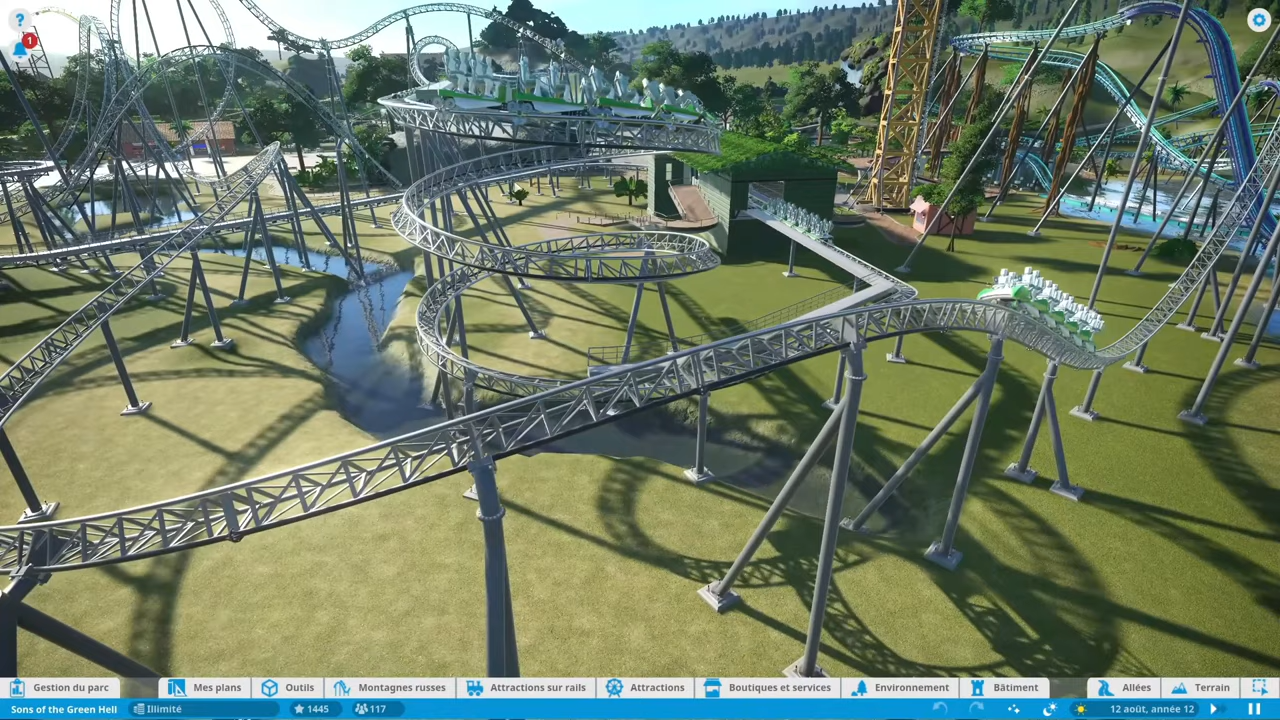 ?
1
Gestion du parc
Mes plans
Outils
Montagnes russes
Attractions sur rails
Attractions
Boutiques et services
Environnement
Bâtiment
Allées
Terrain
Sons of the Green Hell
Illimité
1445
117
12 août, année 12